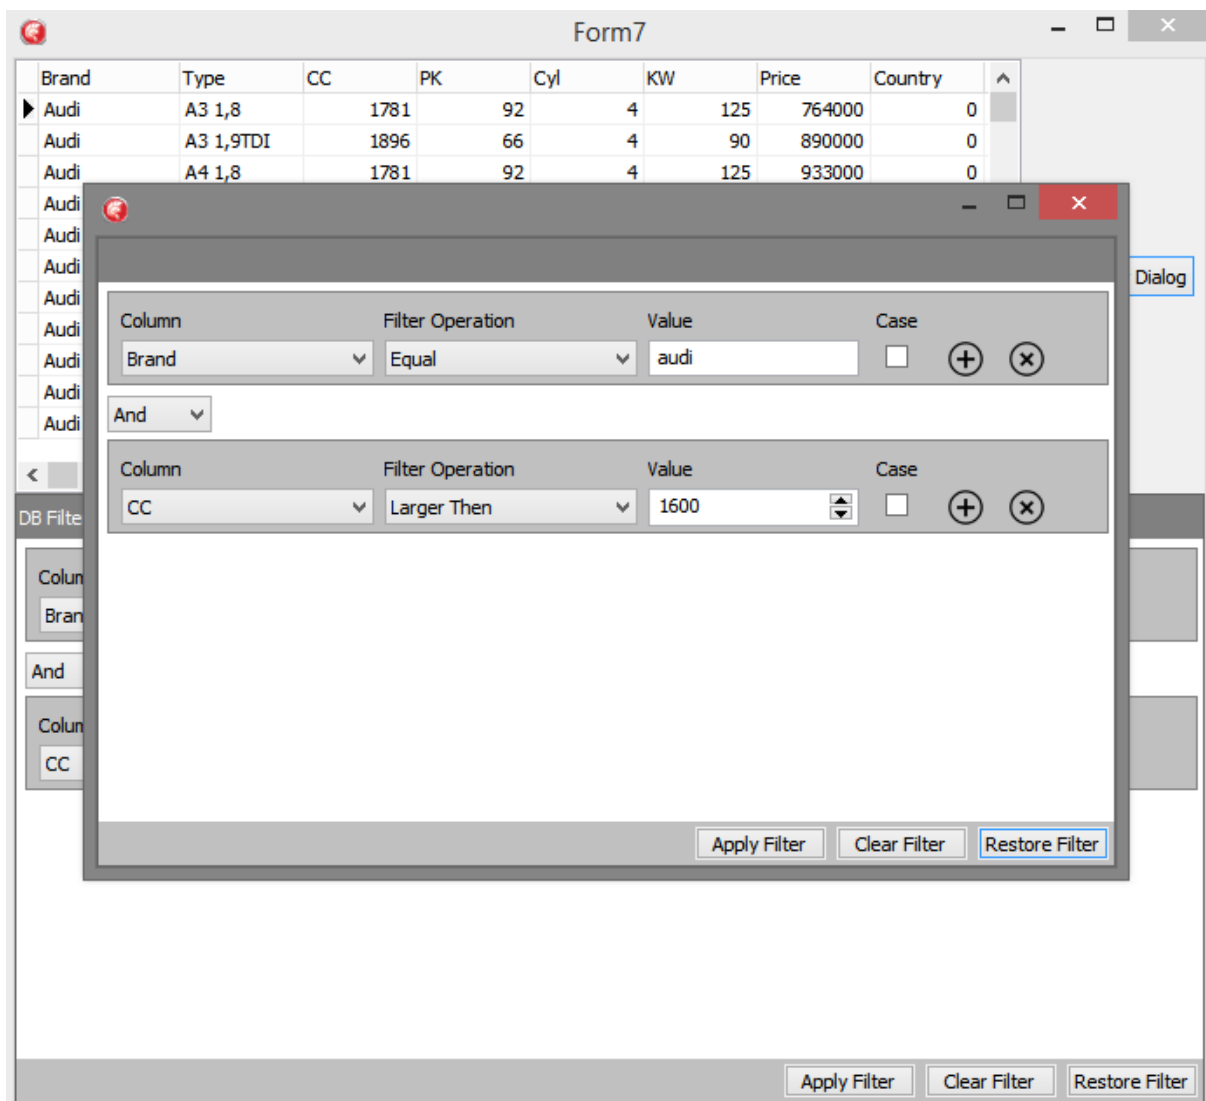 Form7
Brand Type CC PK Cyl KW Price Country
Audi A3 1,8 1781 92 4 125 764000 0
Audi A3 1,9TDI 1896 66 4 90 890000 0
Audi A4 1,8 1781 92 4 125 933000 0
Audi
Audi
Audi
Audi
Audi
Audi
Audi
Audi
Dialog
Column Filter Operation Value Case
Brand Equal audi
And
Column Filter Operation Value Case
CC Larger Then 1600
Apply Filter Clear Filter Restore Filter
DB Filte
Colum
Bran
And
Colum
CC
Apply Filter Clear Filter Restore Filter